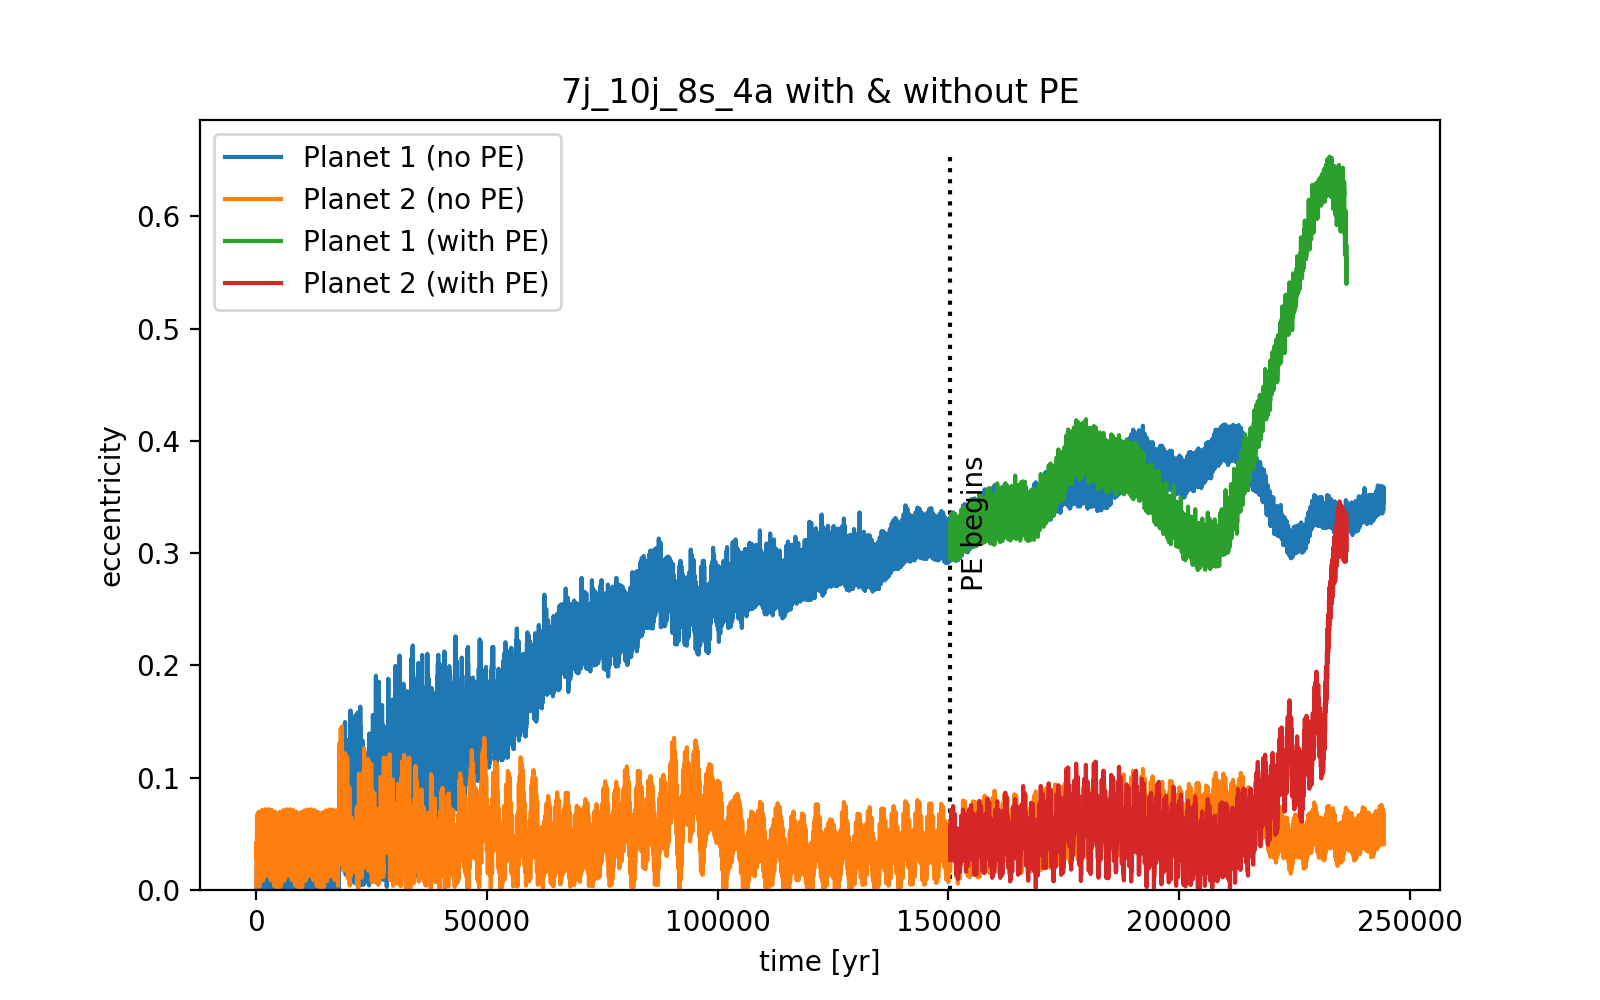 7j_10j_8s_4a with & without PE
Planet 1 (no PE)
Planet 2 (no PE)
Planet 1 (with PE)
Planet 2 (with PE)
eccentricity
0.6
0.5
0.4
0.3
0.2
0.1
0.0
PE begins
0
50000
100000
150000
200000
250000
time [yr]